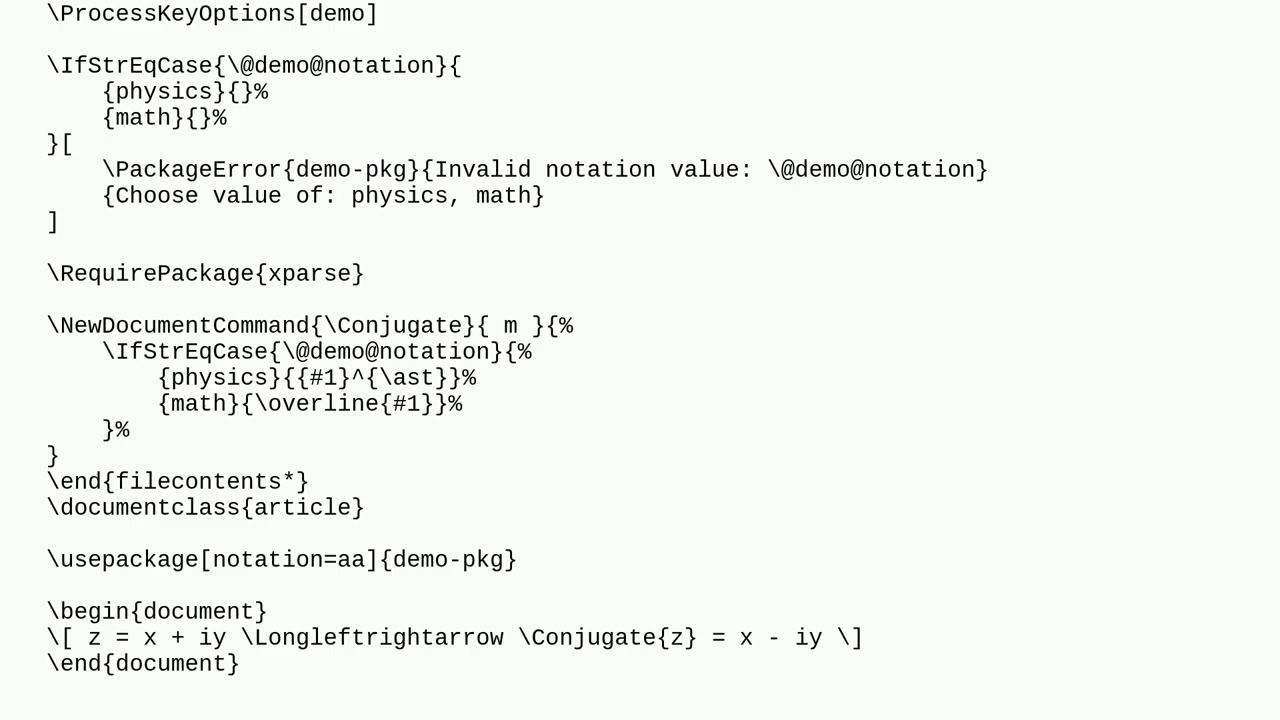 \ProcessKeyOptions[demo]

\IfStrEqCase{\@demo@notation}{
    {physics}{}%
    {math}{}%
}[
    \PackageError{demo-pkg}{Invalid notation value: \@demo@notation}
    {Choose value of: physics, math}
]

\RequirePackage{xparse}

\NewDocumentCommand{\Conjugate}{ m }{%
    \IfStrEqCase{\@demo@notation}{%
        {physics}{{#1}^{\ast}}%
        {math}{\overline{#1}}%
    }%
}
\end{filecontents*}
\documentclass{article}

\usepackage[notation=aa]{demo-pkg}

\begin{document}
\[ z = x + iy \Longleftrightarrow \Conjugate{z} = x - iy \]
\end{document}